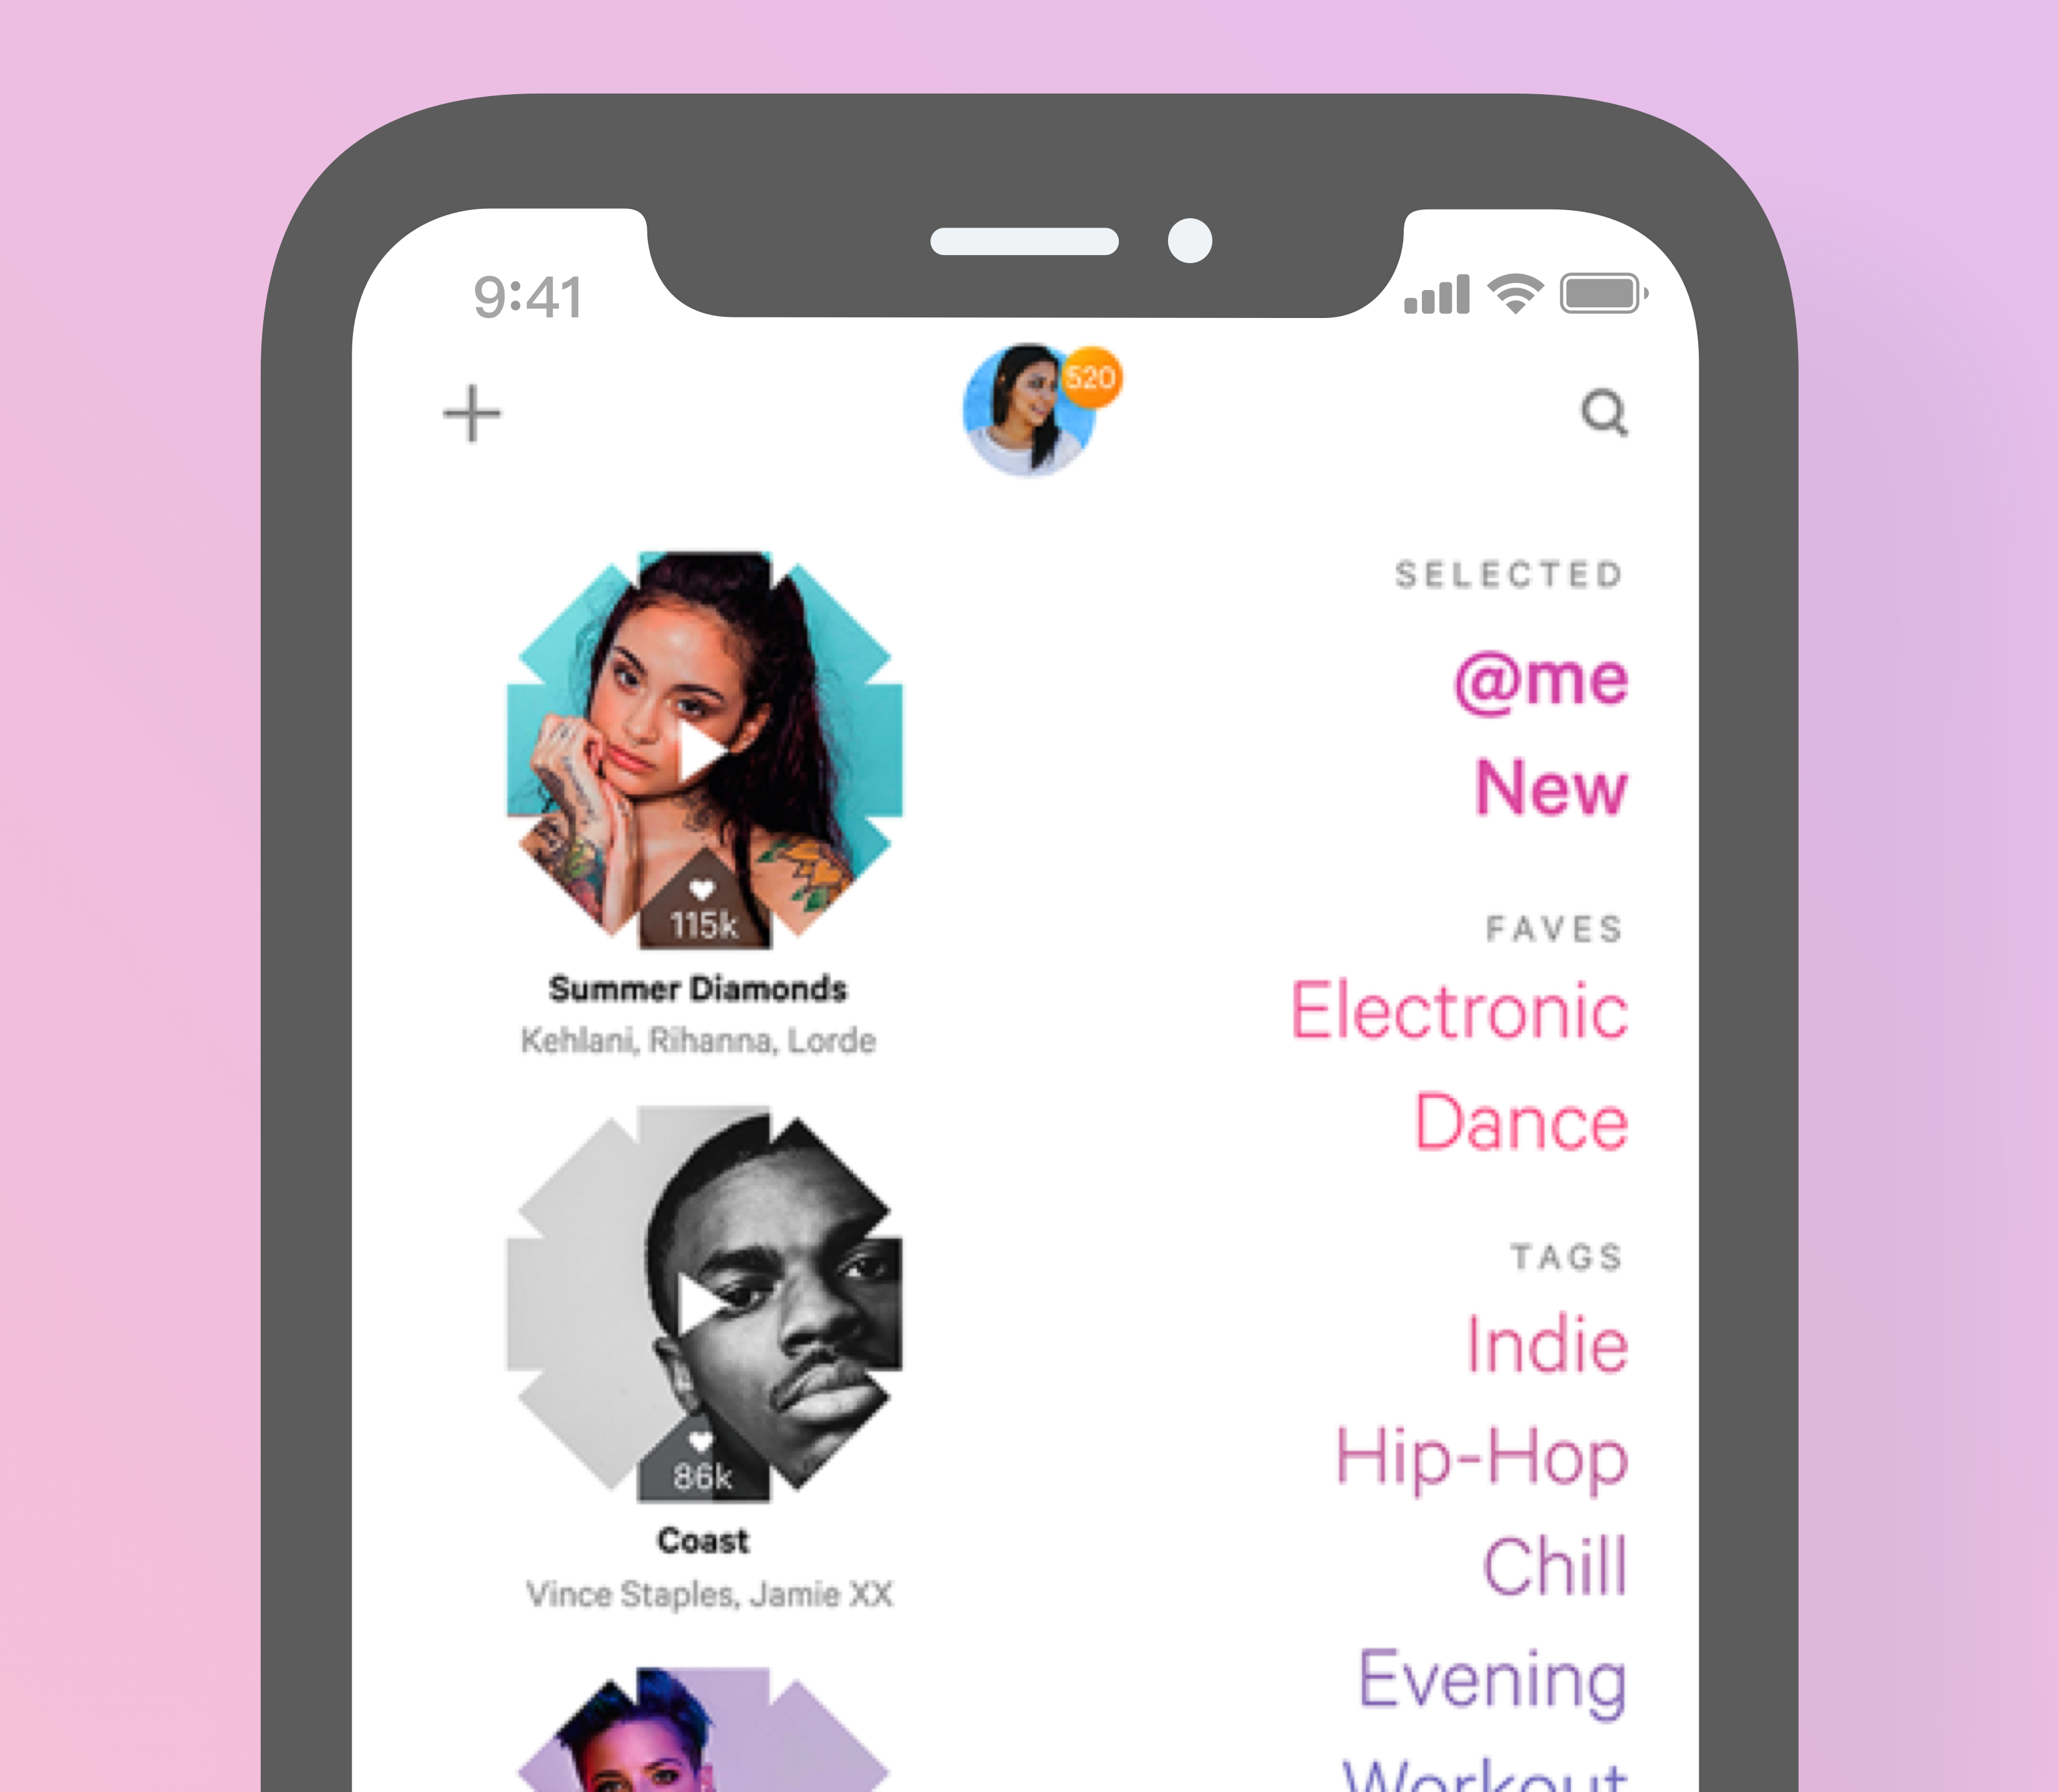 9:41
520
115k
Summer Diamonds
Kehlani, Rihanna, Lorde
86k
Coast
Vince Staples, Jamie XX
SELECTED
@me
New
FAVES
Electronic
Dance
TAGS
Indie
Hip-Hop
Chill
Evening
Workout